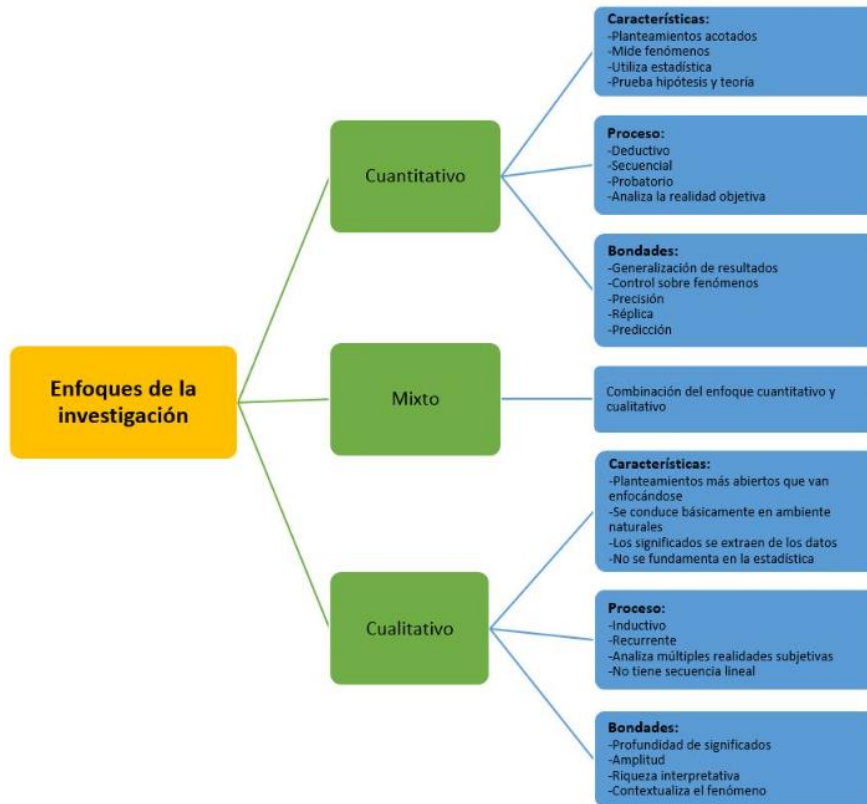 Enfoques de la
investigación
Cuantitativo
Características:
-Planteamientos acotados
-Mide fenómenos
-Utiliza estadística
-Prueba hipótesis y teoría
Proceso:
-Deductivo
-Secuencial
-Probatorio
-Analiza la realidad objetiva
Bondades:
-Generalización de resultados
-Control sobre fenómenos
-Precisión
-Réplica
-Predicción
Mixto
Combinación del enfoque cuantitativo y
cualitativo
Cualitativo
Características:
-Planteamientos más abiertos que van
enfocándose
-Se conduce básicamente en ambiente
naturales
-Los significados se extraen de los datos
-No se fundamenta en la estadística
Proceso:
-Inductivo
-Recurrente
-Analiza múltiples realidades subjetivas
-No tiene secuencia lineal
Bondades:
-Profundidad de significados
-Amplitud
-Riqueza interpretativa
-Contextualiza el fenómeno